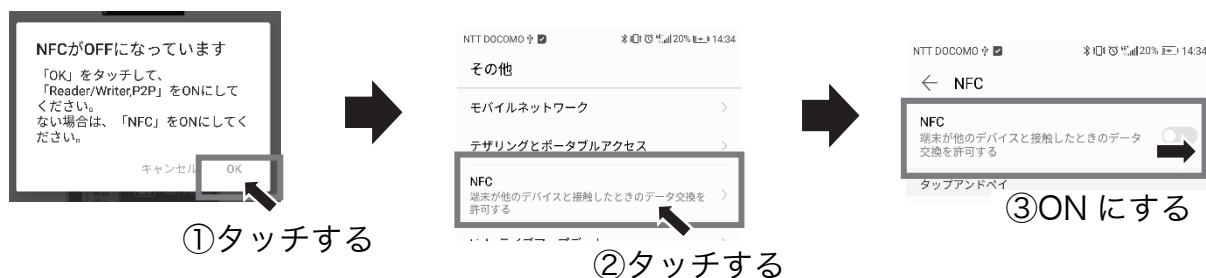 NFCがOFFになっています
「OK」をタッチして、
「Reader/Writer,P2P」をONにして
ください。
ない場合は、「NFC」をONにしてく
ださい。
キャンセル OK
①タッチする
NTT DOCOMO 20% 14:34
その他
モバイルネットワーク
テザリングとポータブルアクセス
NFC
端末が他のデバイスと接触したときのデータ交換を
許可する
②タッチする
NTT DOCOMO 20% 14:34
← NFC
NFC
端末が他のデバイスと接触したときのデータ
交換を許可する
タップアンドペイ
③ON にする